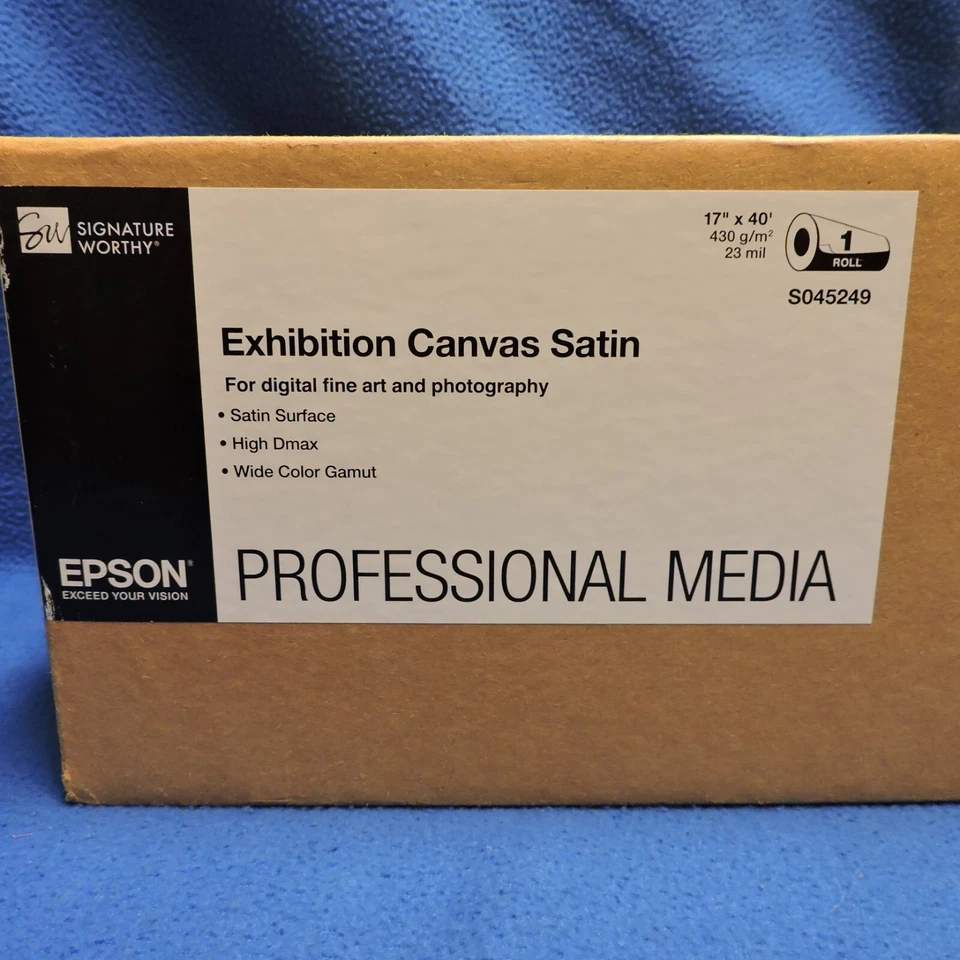 SW SIGNATURE
WORTHY®
17" x 40'
430 g/m²
23 mil
1
ROLL
S045249
Exhibition Canvas Satin
For digital fine art and photography
• Satin Surface
• High Dmax
• Wide Color Gamut
EPSON®
EXCEED YOUR VISION
PROFESSIONAL MEDIA